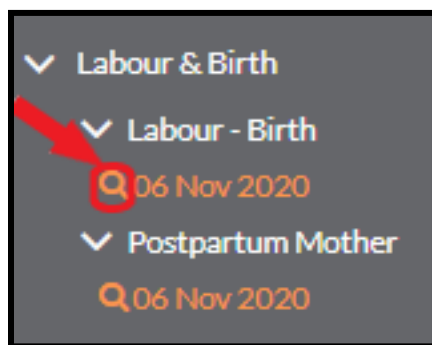 Labour & Birth
Labour - Birth
06 Nov 2020
Postpartum Mother
06 Nov 2020